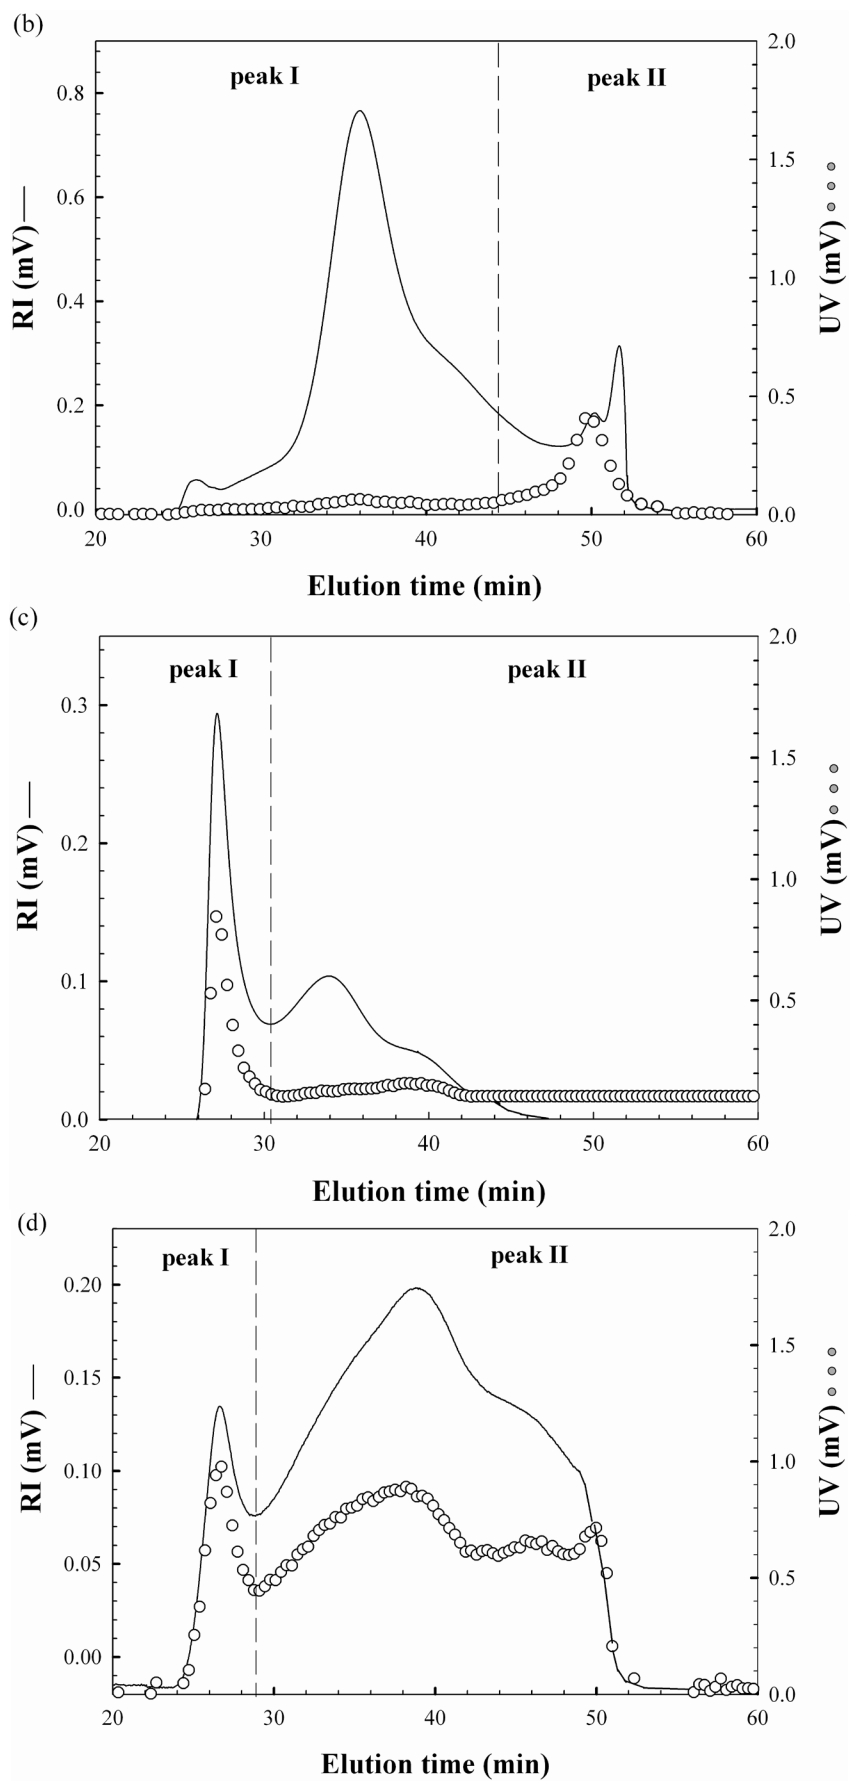 (b)
peak I peak II
0.8
0.6
0.4
0.2
0.0
RI (mV)
2.0
1.5
1.0
0.5
0.0
UV (mV)
20 30 40 50 60
Elution time (min)
(c)
peak I peak II
0.3
0.2
0.1
0.0
RI (mV)
2.0
1.5
1.0
0.5
UV (mV)
20 30 40 50 60
Elution time (min)
(d)
peak I peak II
0.20
0.15
0.10
0.05
0.00
RI (mV)
2.0
1.5
1.0
0.5
0.0
UV (mV)
20 30 40 50 60
Elution time (min)